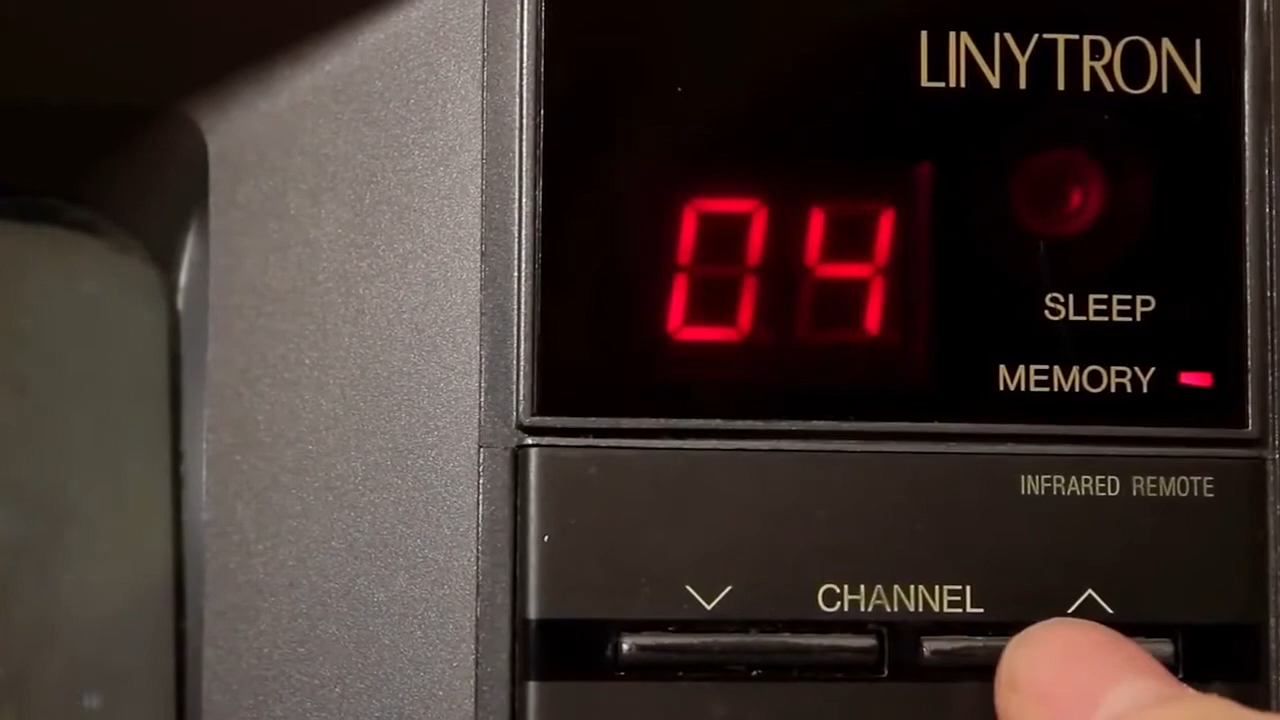 LINYTRON
04
SLEEP
MEMORY
INFRARED REMOTE
CHANNEL